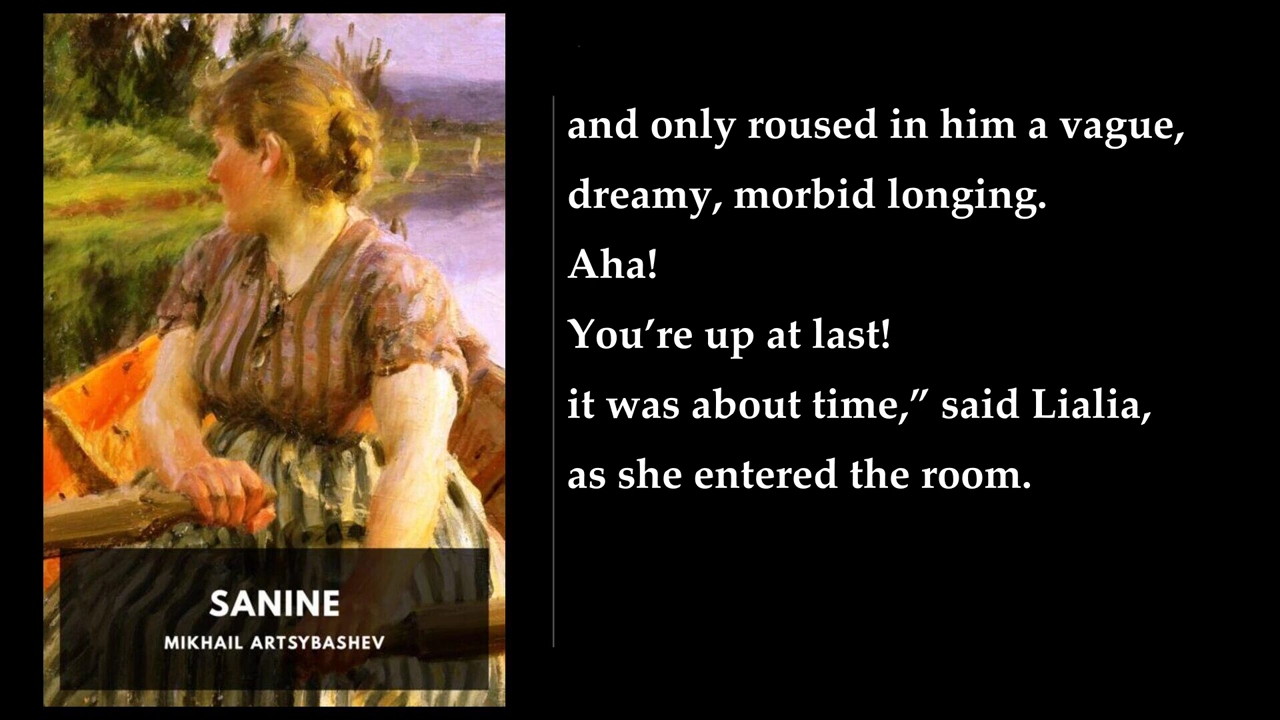 and only roused in him a vague,
dreamy, morbid longing.
Aha!
You’re up at last!
it was about time,” said Lialia,
as she entered the room.
SANINE
MIKHAIL ARTSYBASHEV